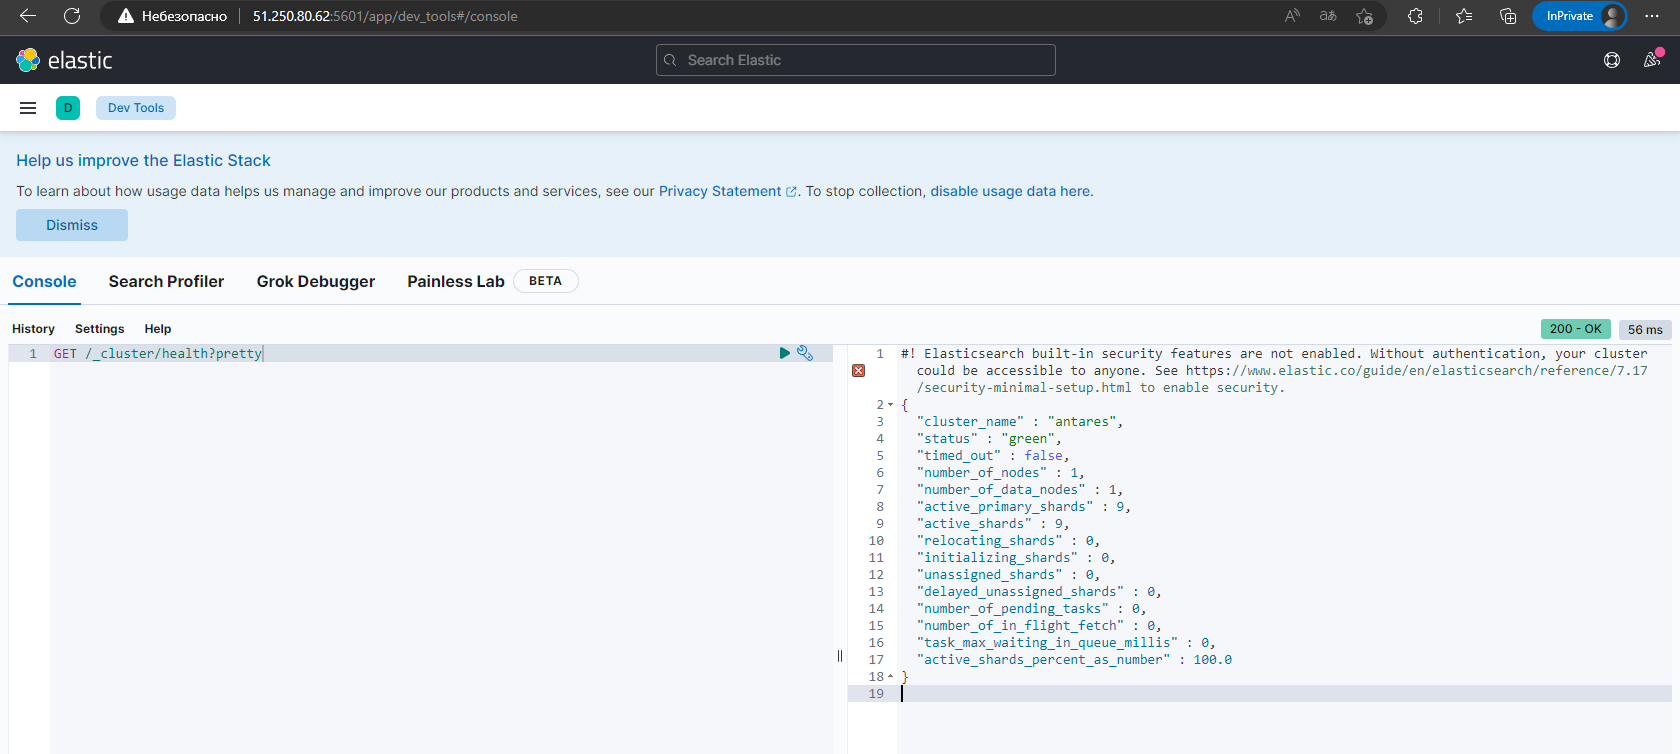 Небезопасно 51.250.80.62:5601/app/dev_tools#/console InPrivate
elastic Search Elastic
D Dev Tools
Help us improve the Elastic Stack
To learn about how usage data helps us manage and improve our products and services, see our Privacy Statement. To stop collection, disable usage data here.
Dismiss
Console Search Profiler Grok Debugger Painless Lab BETA
History Settings Help 200 - OK 56 ms
1 GET /_cluster/health?pretty
1 #! Elasticsearch built-in security features are not enabled. Without authentication, your cluster
could be accessible to anyone. See https://www.elastic.co/guide/en/elasticsearch/reference/7.17
/security-minimal-setup.html to enable security.
2 {
3 "cluster_name" : "antares",
4 "status" : "green",
5 "timed_out" : false,
6 "number_of_nodes" : 1,
7 "number_of_data_nodes" : 1,
8 "active_primary_shards" : 9,
9 "active_shards" : 9,
10 "relocating_shards" : 0,
11 "initializing_shards" : 0,
12 "unassigned_shards" : 0,
13 "delayed_unassigned_shards" : 0,
14 "number_of_pending_tasks" : 0,
15 "number_of_in_flight_fetch" : 0,
16 "task_max_waiting_in_queue_millis" : 0,
17 "active_shards_percent_as_number" : 100.0
18 }
19